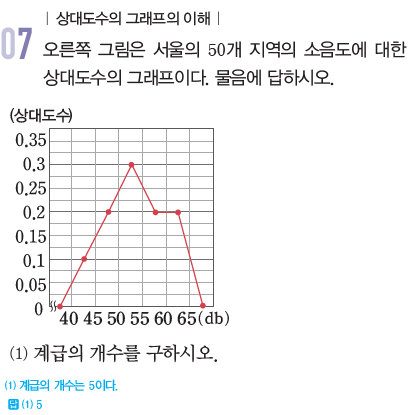 | 상대도수의 그래프의 이해 |
07 오른쪽 그림은 서울의 50개 지역의 소음도에 대한
상대도수의 그래프이다. 물음에 답하시오.
(상대도수)
0.35
0.3
0.25
0.2
0.15
0.1
0.05
0
40 45 50 55 60 65(db)
(1) 계급의 개수를 구하시오.
(1) 계급의 개수는 5이다.
답 (1) 5